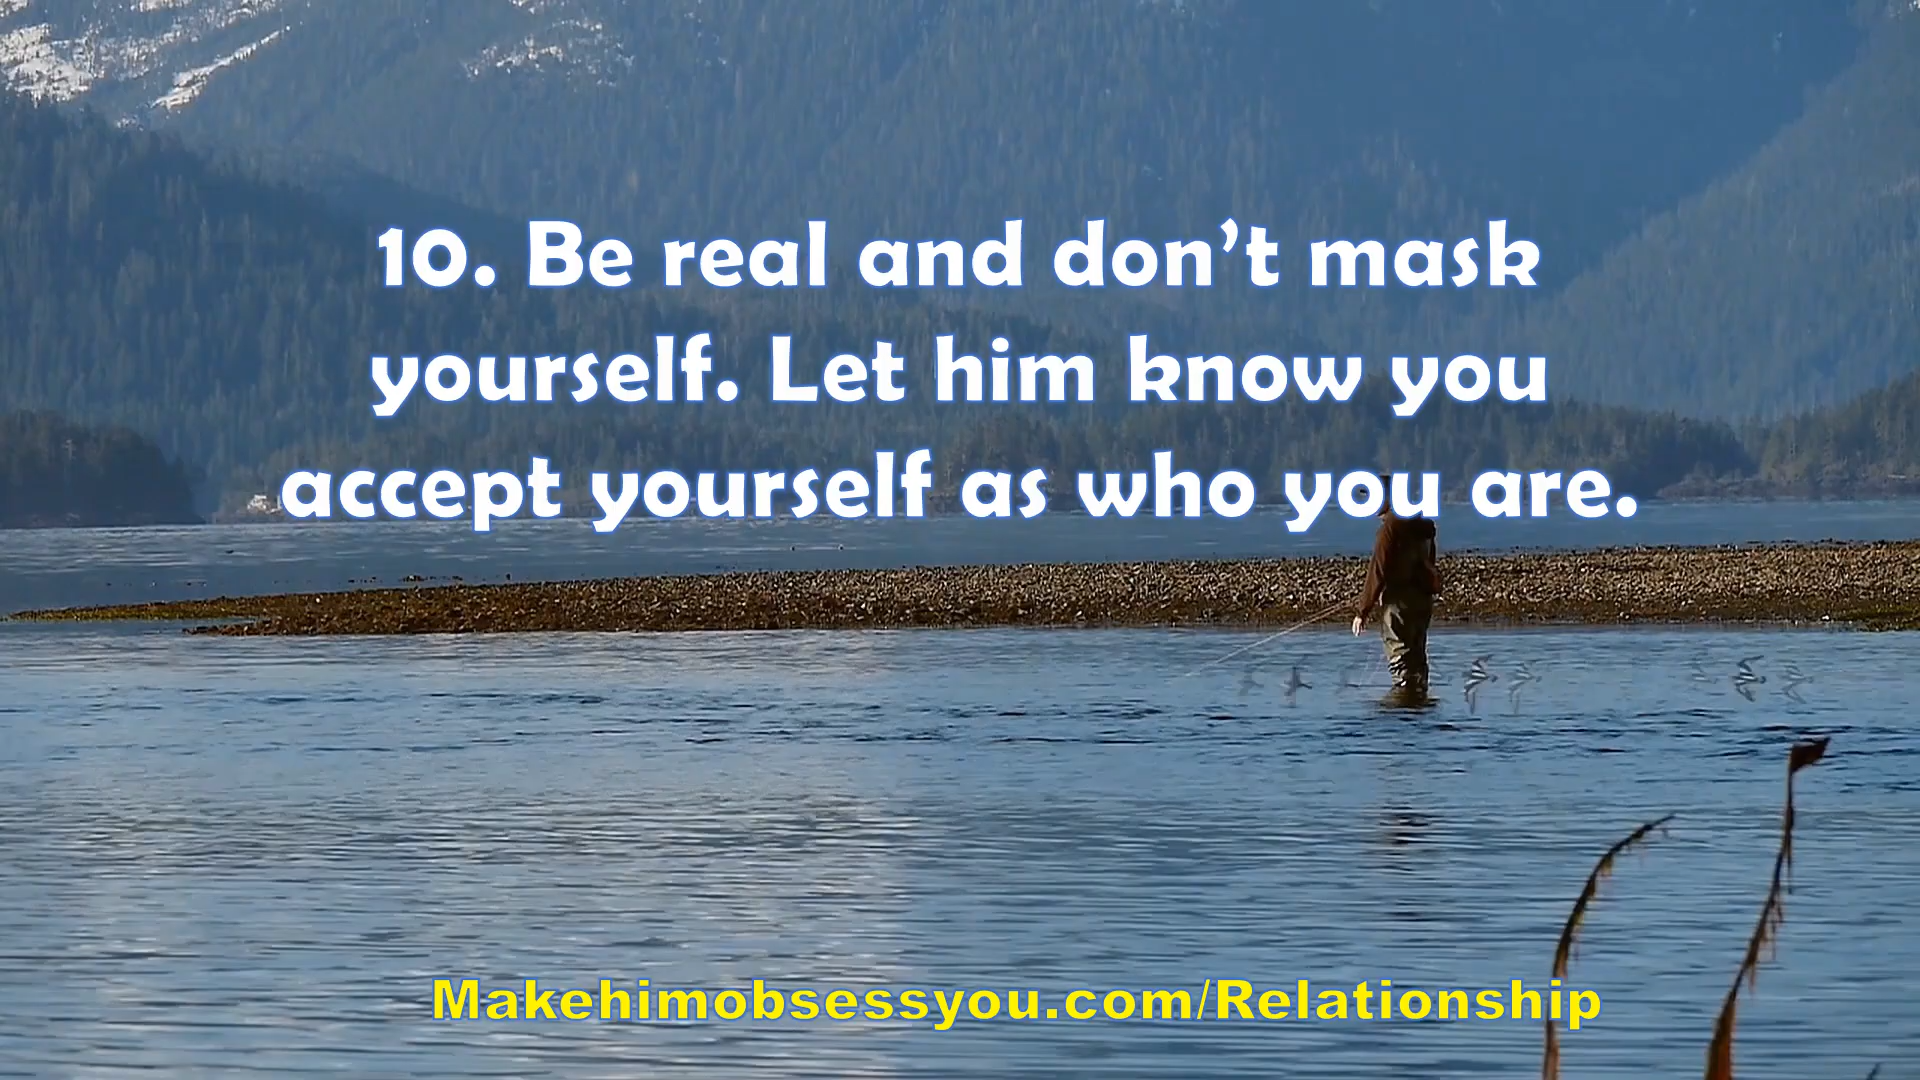 10. Be real and don’t mask
yourself. Let him know you
accept yourself as who you are.
Makehimobsessyou.com/Relationship